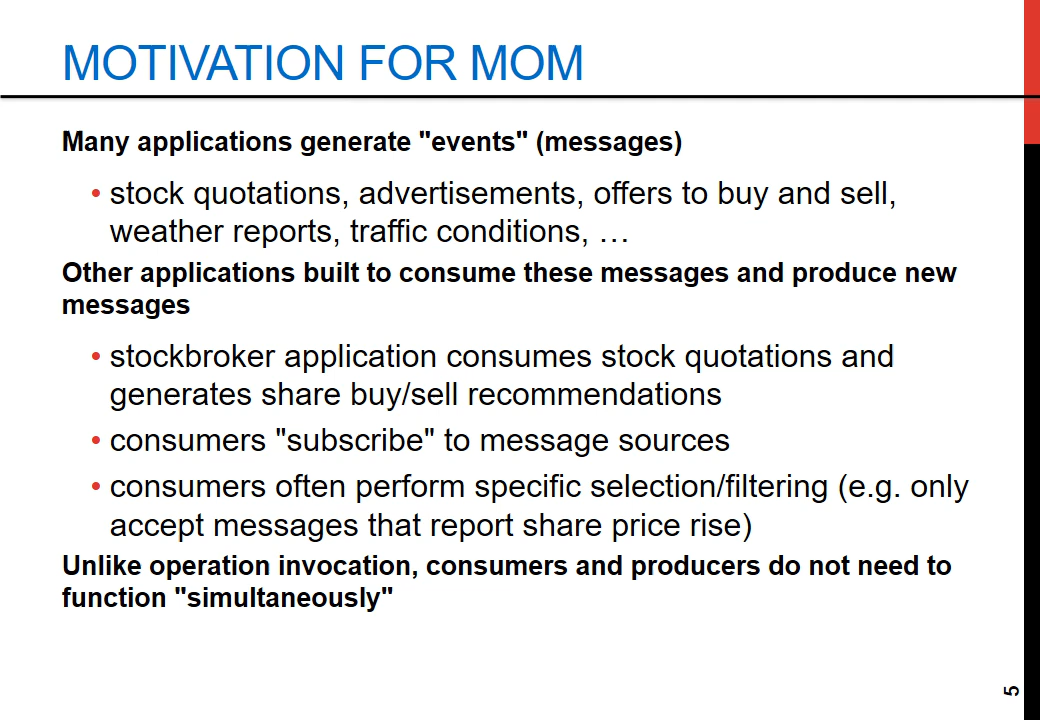 MOTIVATION FOR MOM
Many applications generate "events" (messages)
• stock quotations, advertisements, offers to buy and sell,
weather reports, traffic conditions, …
Other applications built to consume these messages and produce new
messages
• stockbroker application consumes stock quotations and
generates share buy/sell recommendations
• consumers "subscribe" to message sources
• consumers often perform specific selection/filtering (e.g. only
accept messages that report share price rise)
Unlike operation invocation, consumers and producers do not need to
function "simultaneously"
5